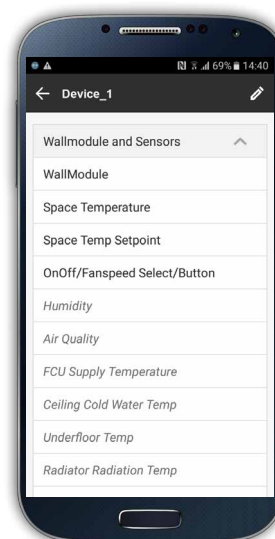 14:40
69%
Device_1
Wallmodule and Sensors
WallModule
Space Temperature
Space Temp Setpoint
OnOff/Fanspeed Select/Button
Humidity
Air Quality
FCU Supply Temperature
Ceiling Cold Water Temp
Underfloor Temp
Radiator Radiation Temp